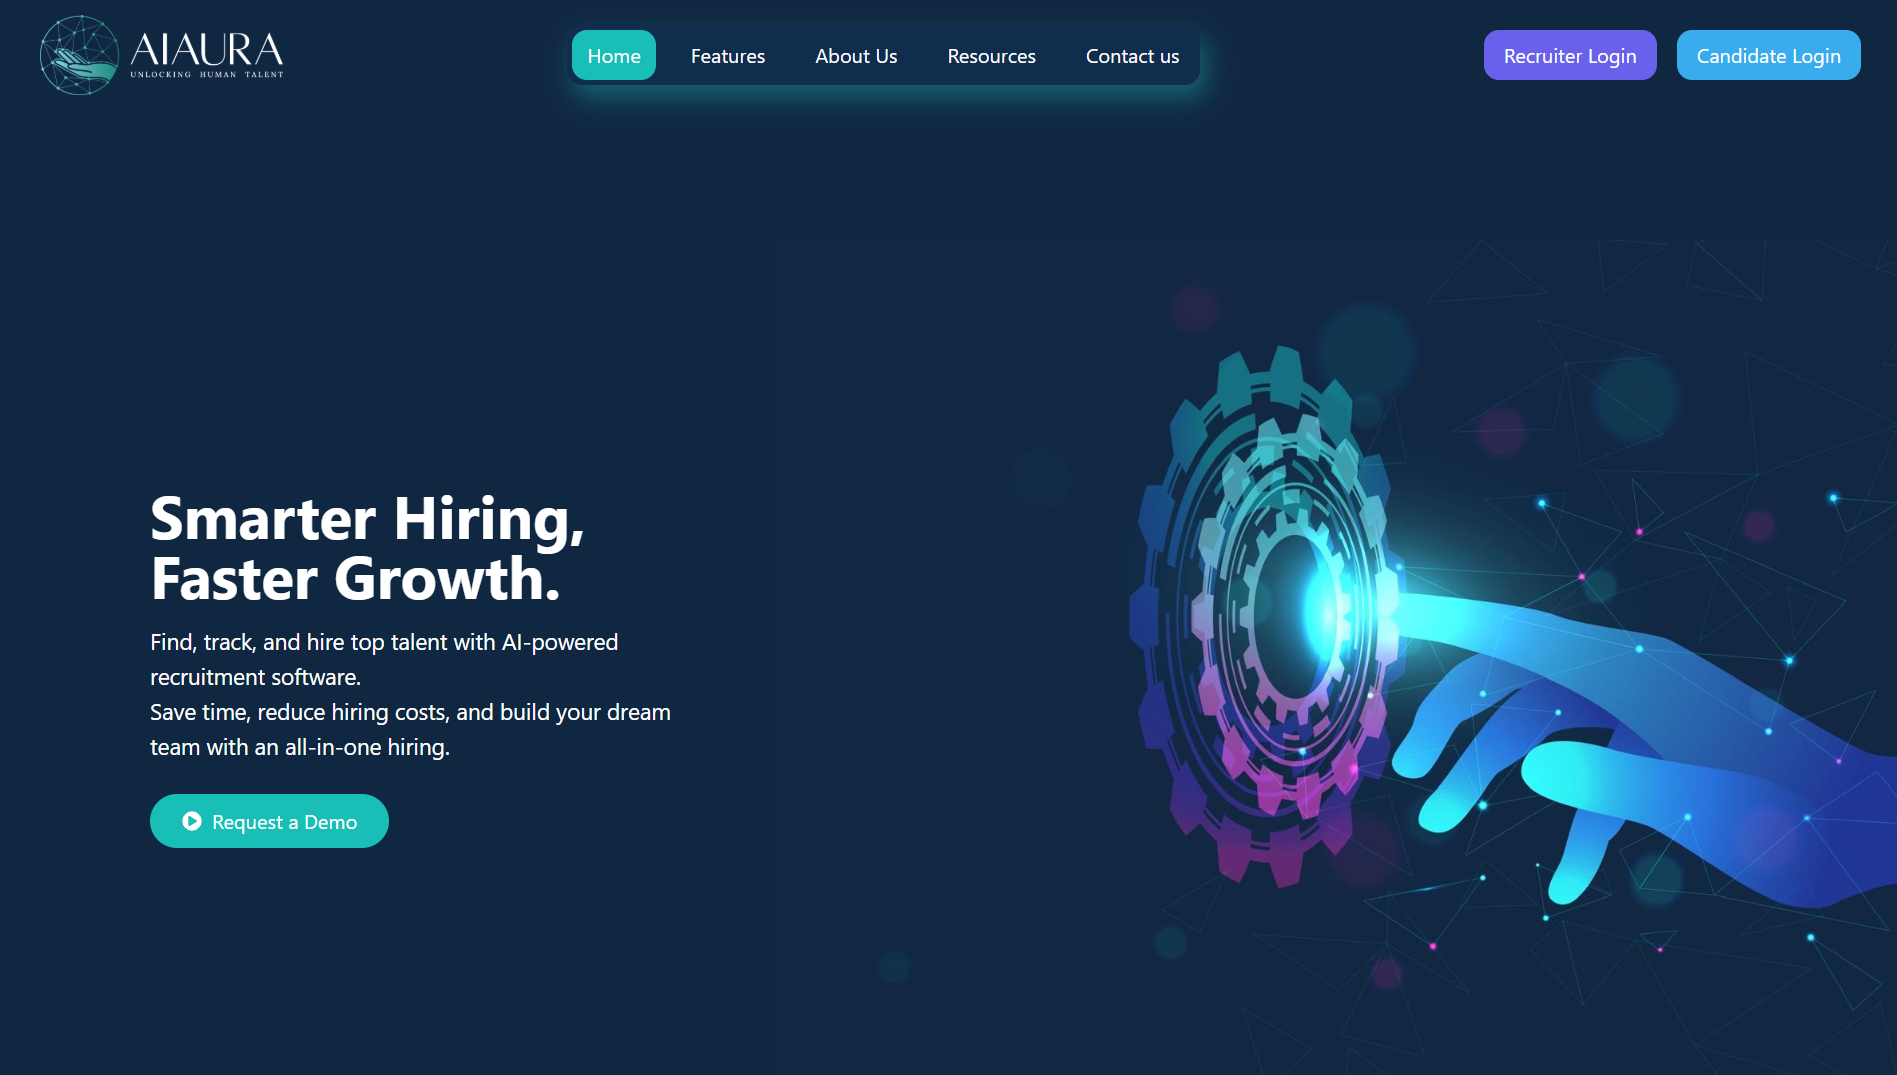 AIAURA
UNLOCKING HUMAN TALENT
Home Features About Us Resources Contact us
Recruiter Login Candidate Login
Smarter Hiring,
Faster Growth.
Find, track, and hire top talent with AI-powered
recruitment software.
Save time, reduce hiring costs, and build your dream
team with an all-in-one hiring.
Request a Demo